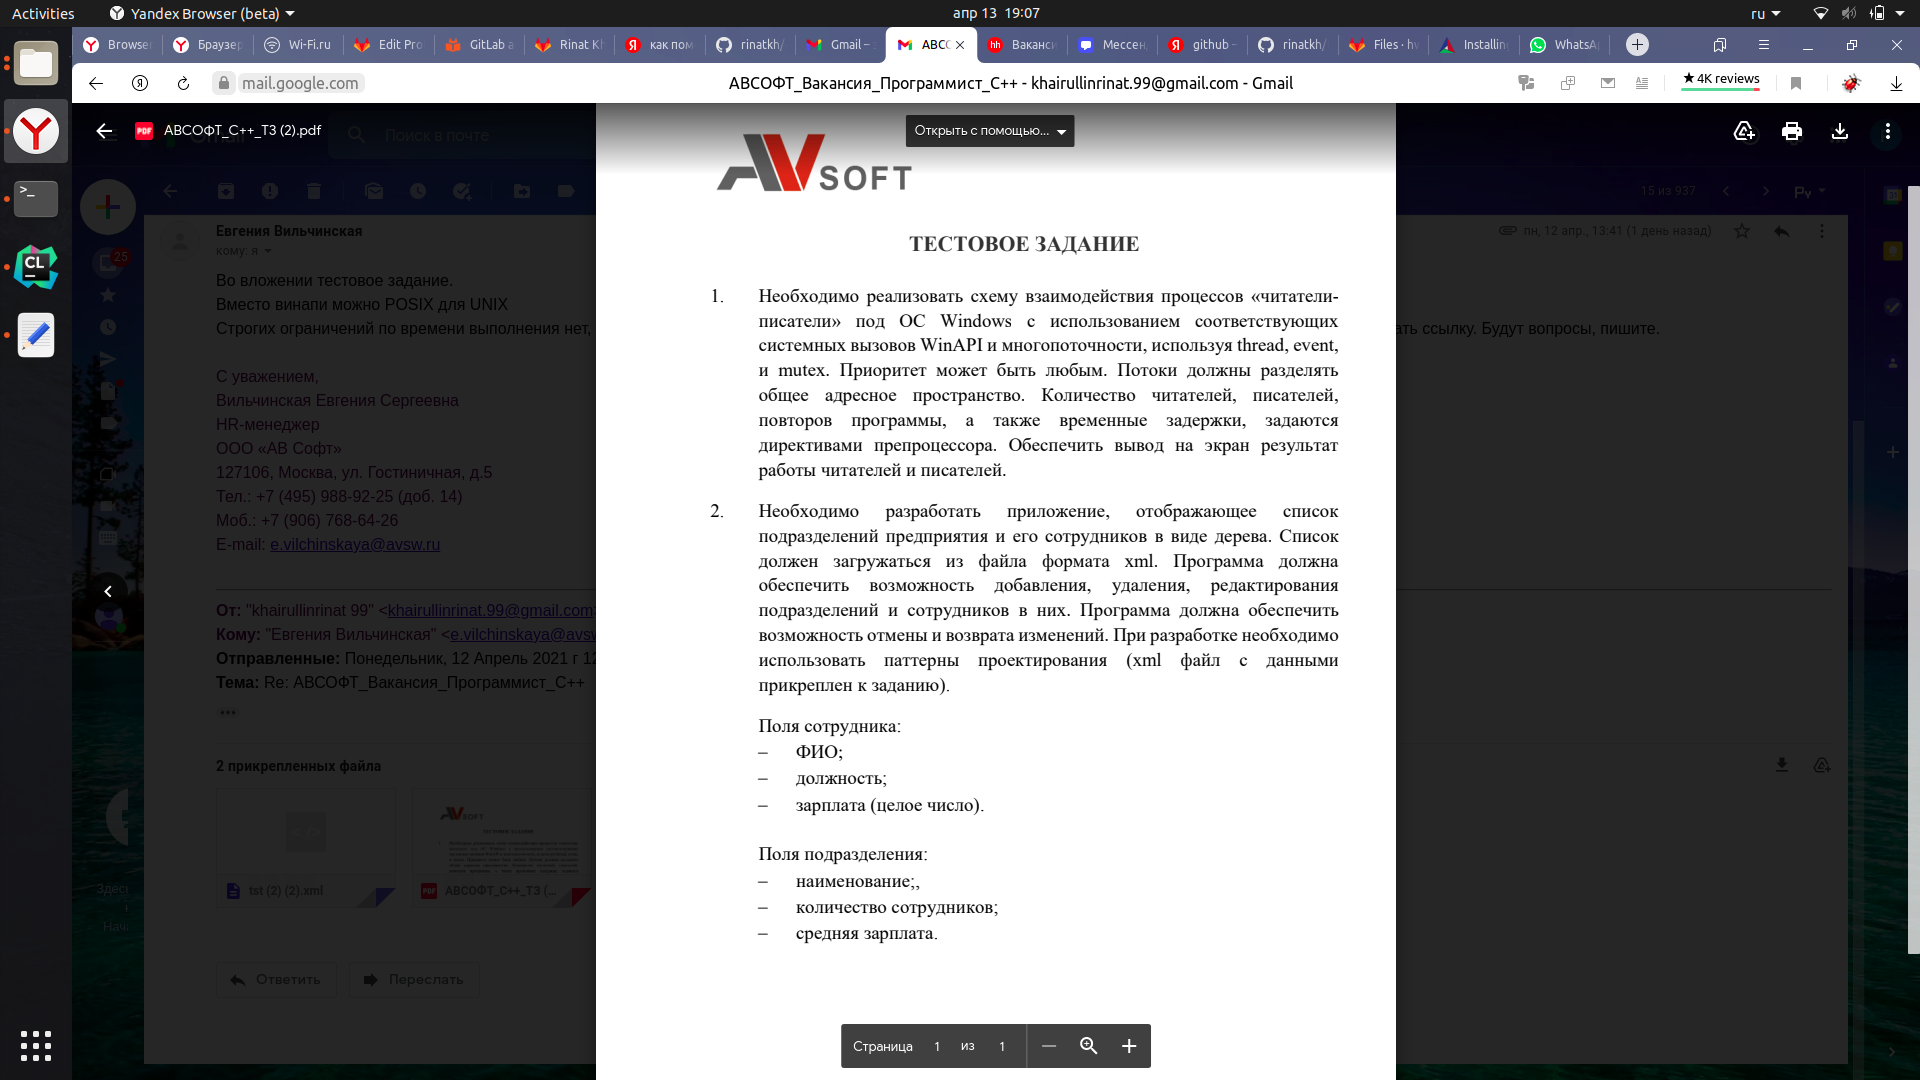 Activities
Yandex Browser (beta)
апр 13 19:07
ru
Browser
Браузер
Wi-Fi.ru
Edit Pro
GitLab a
Rinat Kh
как пом
rinatkh/
Gmail –
АВСС
Вакансі
Мессен,
github -
rinatkh/
Files · hv
Installin
WhatsA
mail.google.com
АВСОФТ_Вакансия_Программист_C++ - khairullinrinat.99@gmail.com - Gmail
★ 4K reviews
PDF
АВСОФТ_C++_ТЗ (2).pdf
Поиск в почте
Открыть с помощью...
15 из 937
25
Евгения Вильчинская
кому: я
пн, 12 апр., 13:41 (1 день назад)
Во вложении тестовое задание.
Вместо винапи можно POSIX для UNIX
Строгих ограничений по времени выполнения нет,
ать ссылку. Будут вопросы, пишите.
С уважением,
Вильчинская Евгения Сергеевна
HR-менеджер
ООО «АВ Софт»
127106, Москва, ул. Гостиничная, д.5
Тел.: +7 (495) 988-92-25 (доб. 14)
Моб.: +7 (906) 768-64-26
E-mail: e.vilchinskaya@avsw.ru
От: "khairullinrinat 99" <khairullinrinat.99@gmail.com>
Кому: "Евгения Вильчинская" <e.vilchinskaya@avsw
Отправленные: Понедельник, 12 Апрель 2021 г 12
Тема: Re: АВСОФТ_Вакансия_Программист_C++
2 прикрепленных файла
tst (2) (2).xml
PDF
АВСОФТ_C++_ТЗ (...
Ответить
Переслать
AVSOFT
ТЕСТОВОЕ ЗАДАНИЕ
1. Необходимо реализовать схему взаимодействия процессов «читатели-
писатели» под ОС Windows с использованием соответствующих
системных вызовов WinAPI и многопоточности, используя thread, event,
и mutex. Приоритет может быть любым. Потоки должны разделять
общее адресное пространство. Количество читателей, писателей,
повторов программы, а также временные задержки, задаются
директивами препроцессора. Обеспечить вывод на экран результат
работы читателей и писателей.
2. Необходимо разработать приложение, отображающее список
подразделений предприятия и его сотрудников в виде дерева. Список
должен загружаться из файла формата xml. Программа должна
обеспечить возможность добавления, удаления, редактирования
подразделений и сотрудников в них. Программа должна обеспечить
возможность отмены и возврата изменений. При разработке необходимо
использовать паттерны проектирования (xml файл с данными
прикреплен к заданию).
Поля сотрудника:
– ФИО;
– должность;
– зарплата (целое число).
Поля подразделения:
– наименование;,
– количество сотрудников;
– средняя зарплата.
Страница 1 из 1